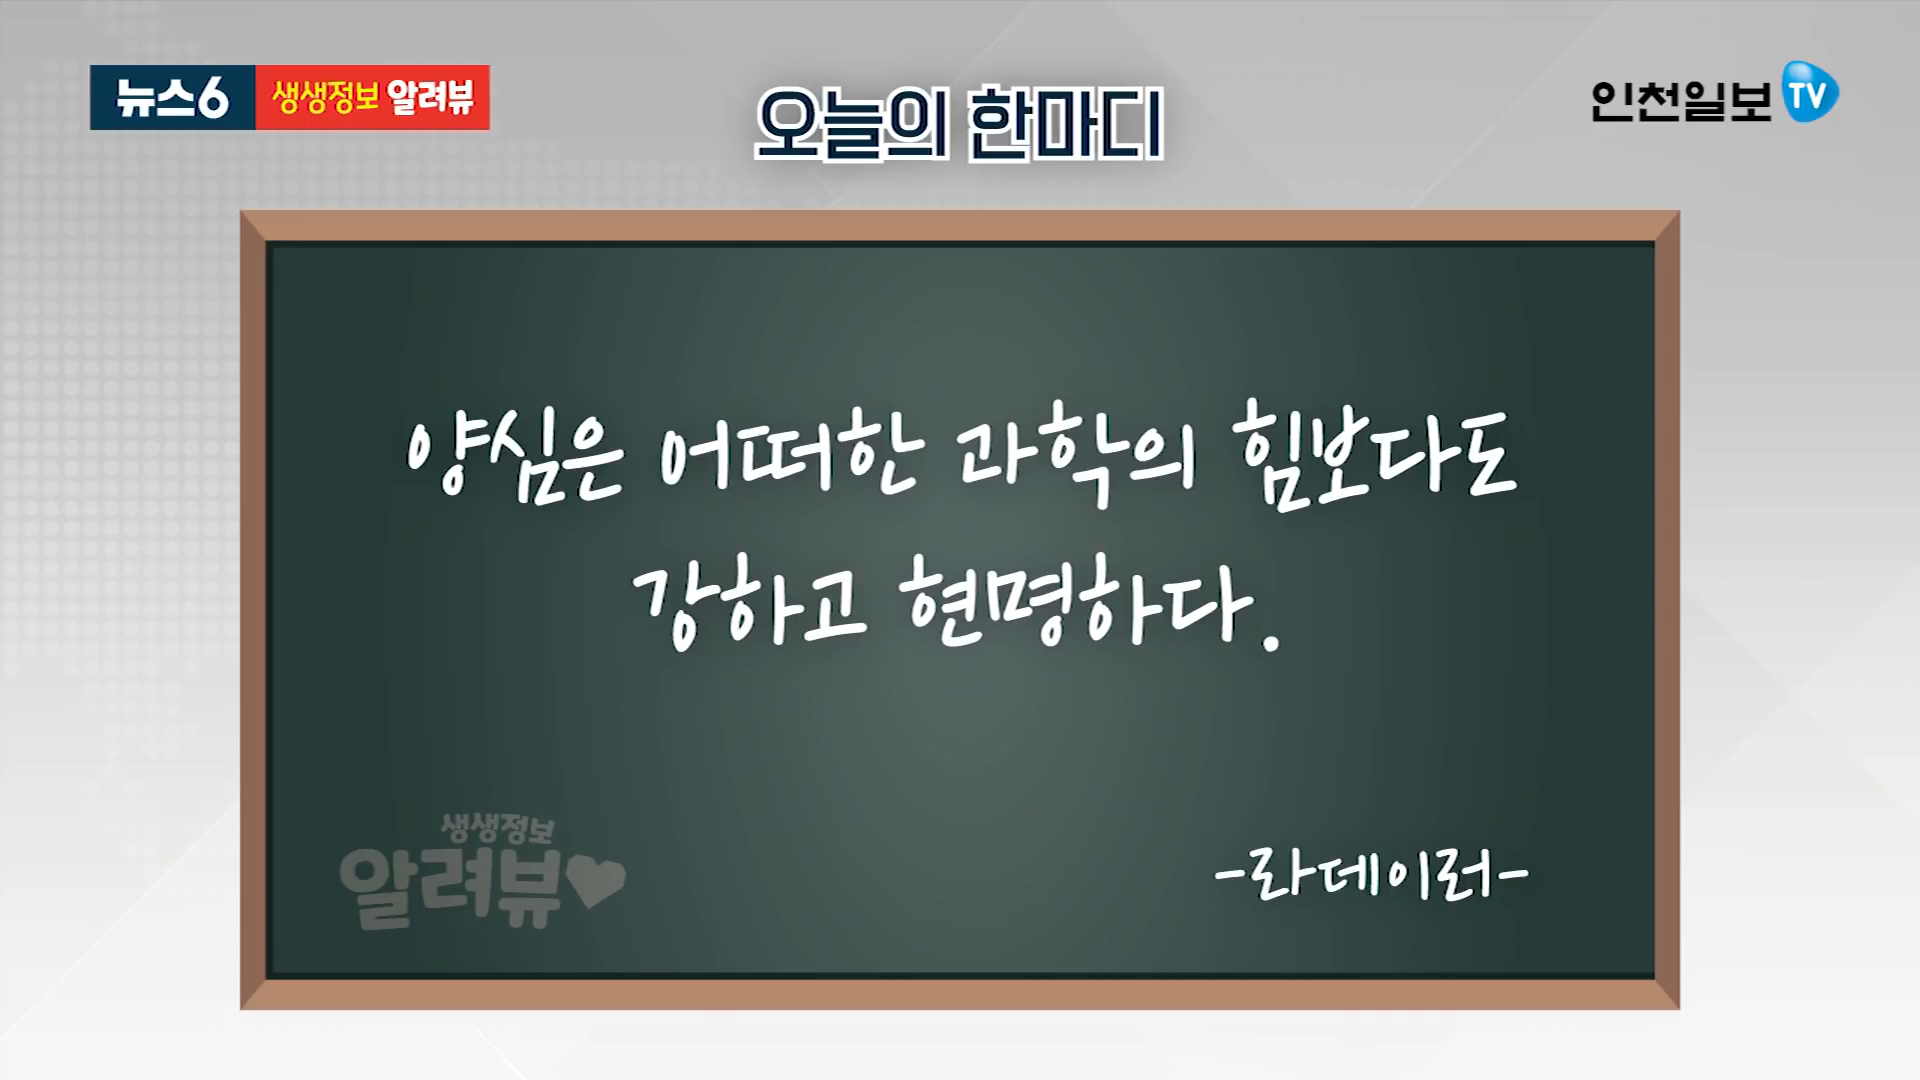 뉴스6 생생정보 알려뷰
오늘의 한마디
인천일보 TV
양심은 어떠한 과학의 힘보다도
강하고 현명하다.
생생정보
알려뷰
-라데이러-